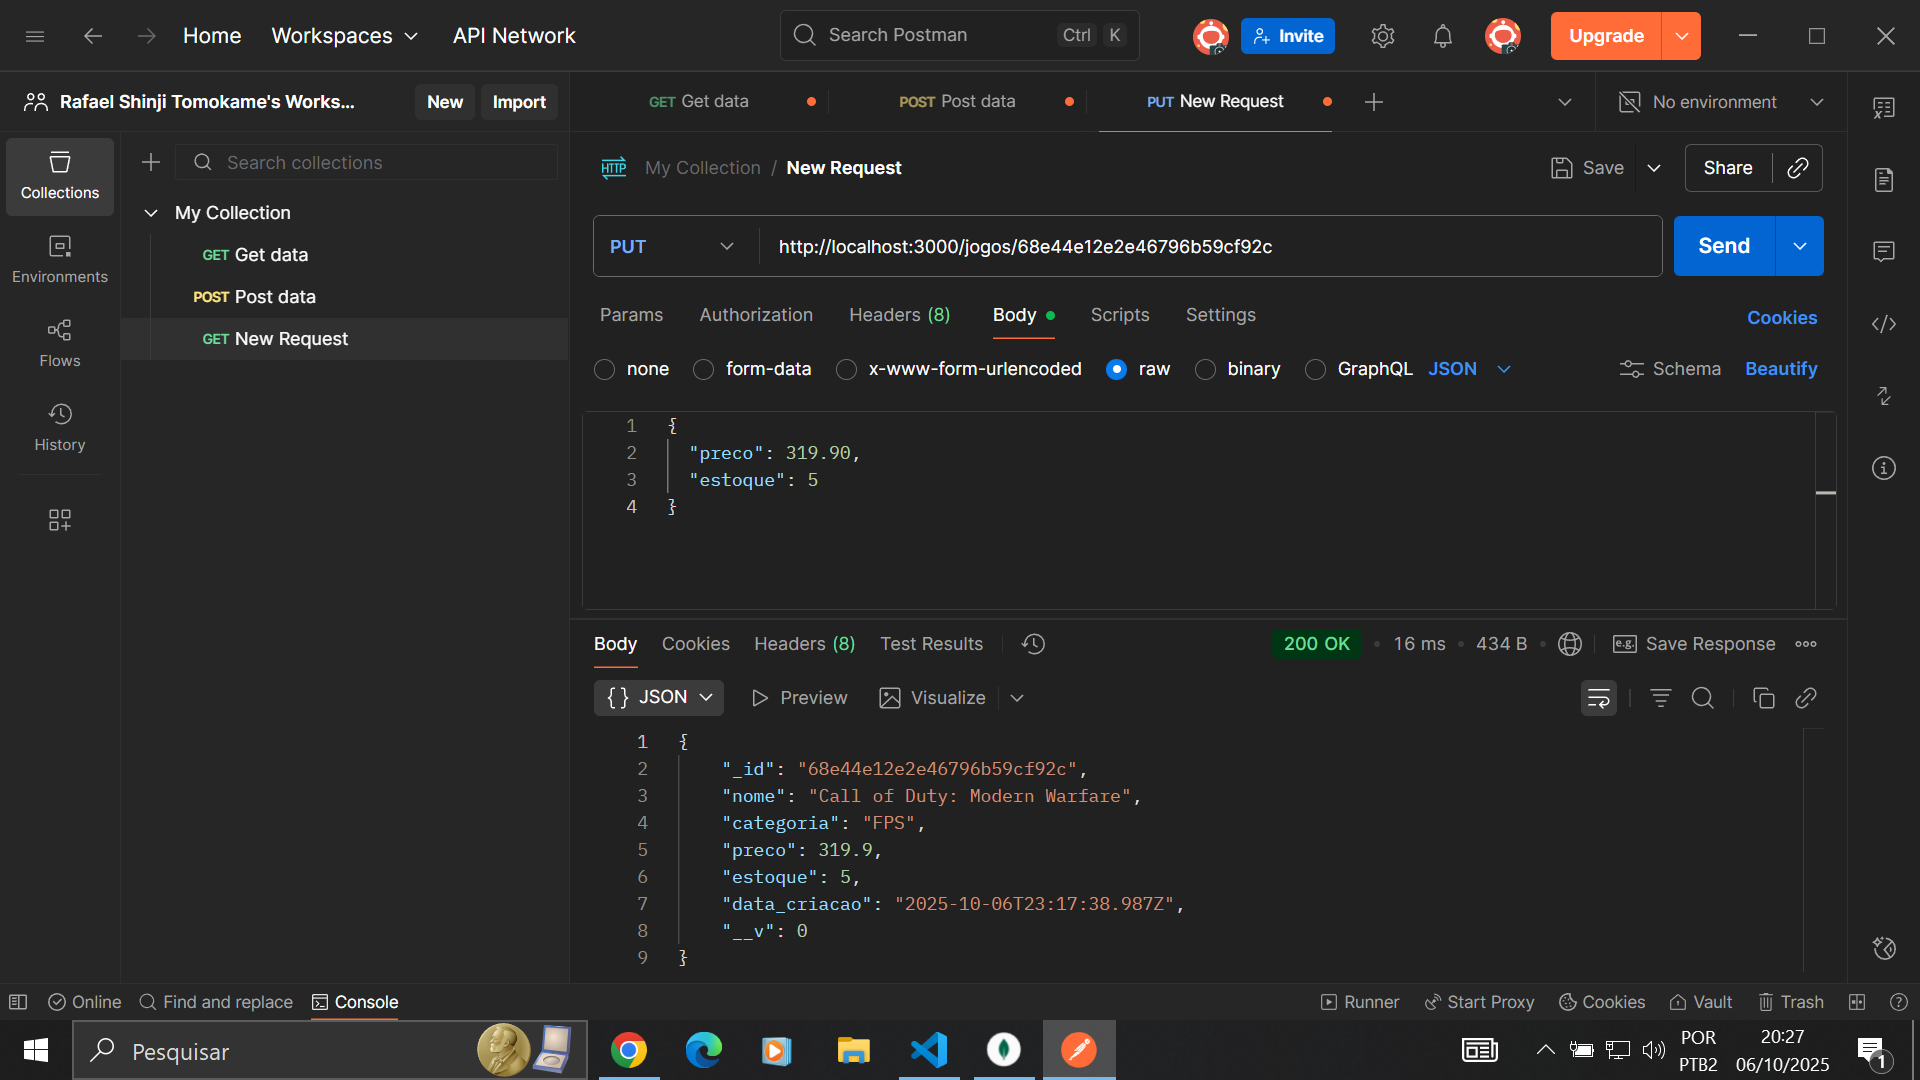 Home Workspaces API Network Search Postman Ctrl K Invite Upgrade
Rafael Shinji Tomokame's Works... New Import GET Get data POST Post data PUT New Request No environment
Collections
Environments
Flows
History
Search collections
My Collection
GET Get data
POST Post data
GET New Request
HTTP My Collection / New Request Save Share
PUT http://localhost:3000/jogos/68e44e12e2e46796b59cf92c Send
Params Authorization Headers (8) Body Scripts Settings Cookies
none form-data x-www-form-urlencoded raw binary GraphQL JSON Schema Beautify
1 {
2 "preco": 319.90,
3 "estoque": 5
4 }
Body Cookies Headers (8) Test Results 200 OK • 16 ms • 434 B • e.g. Save Response
{} JSON Preview Visualize
1 {
2 "_id": "68e44e12e2e46796b59cf92c",
3 "nome": "Call of Duty: Modern Warfare",
4 "categoria": "FPS",
5 "preco": 319.9,
6 "estoque": 5,
7 "data_criacao": "2025-10-06T23:17:38.987Z",
8 "__v": 0
9 }
Online Find and replace Console Runner Start Proxy Cookies Vault Trash
Pesquisar POR 20:27
PTB2 06/10/2025 1